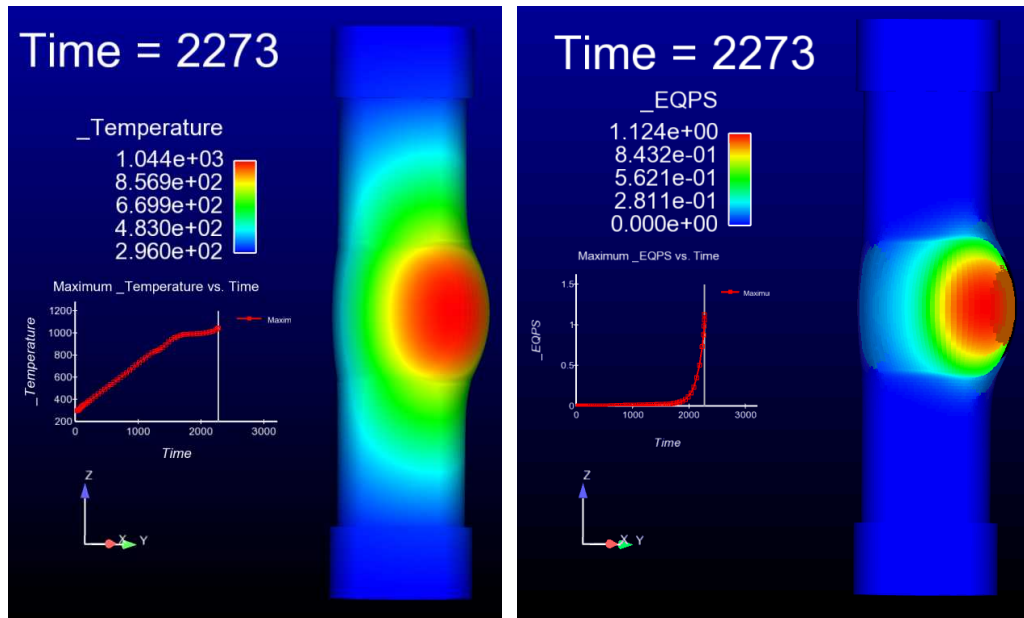 Time = 2273
_Temperature
1.044e+03
8.569e+02
6.699e+02
4.830e+02
2.960e+02
Maximum _Temperature vs. Time
1200
1000
800
600
400
200
_Temperature
Maxim
0
1000
2000
3000
Time
Z
X
Y
Time = 2273
_EQPS
1.124e+00
8.432e-01
5.621e-01
2.811e-01
0.000e+00
Maximum _EQPS vs. Time
1.5
1
0.5
0
_EQPS
Maximu
0
1000
2000
3000
Time
Z
X
Y